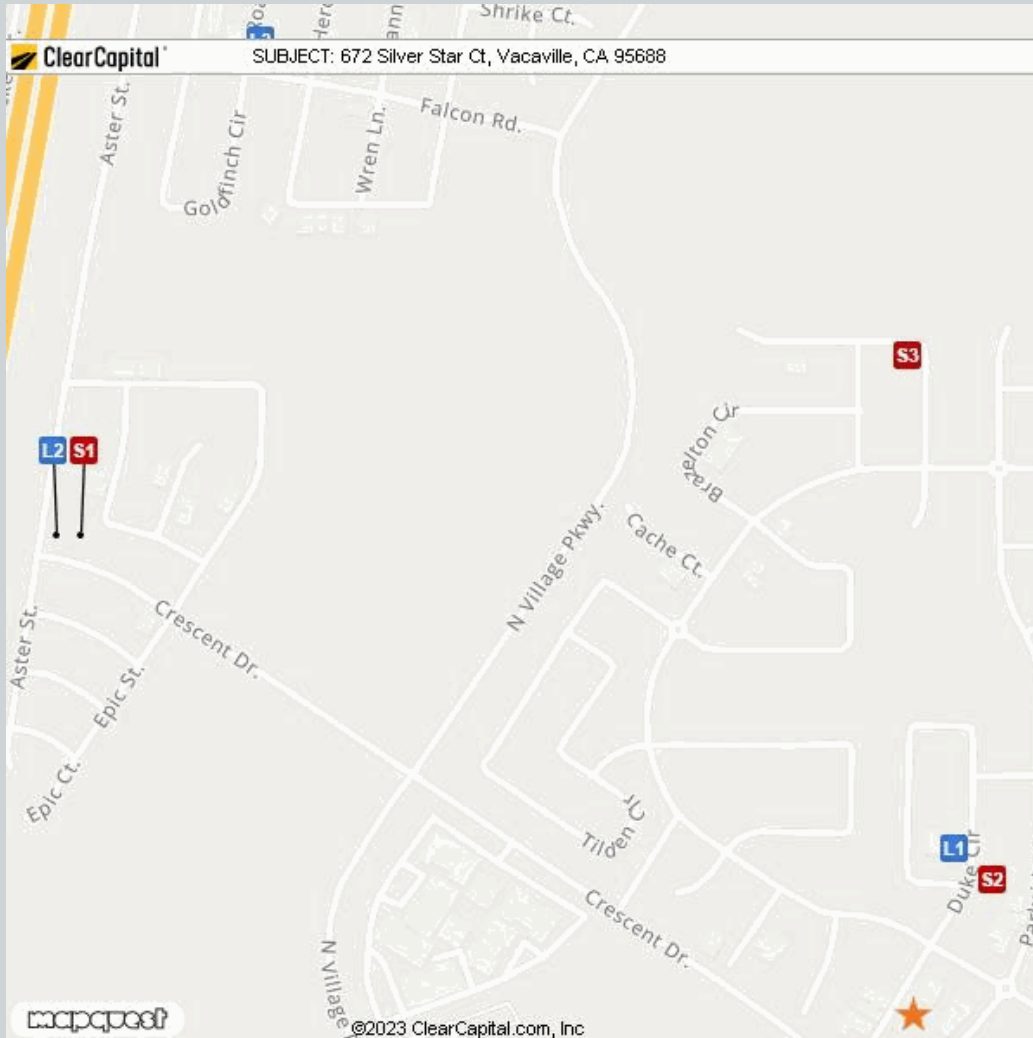 Shrike Ct.
ClearCapital
SUBJECT: 672 Silver Star Ct, Vacaville, CA 95688
Aster St.
Goldfinch Cir
Wren Ln.
Falcon Rd.
S3
L2 S1
Brazelton Cir
Cache Ct.
N Village Pkwy.
Crescent Dr.
Aster St.
Epic St.
Epic Ct.
Tilden Cir
L1
S2
Duke Cir
Crescent Dr.
N Village
mapquest
©2023 ClearCapital.com, Inc